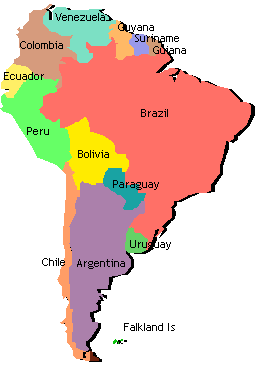 Venezuela
Guyana
Suriname
Guiana
Colombia
Ecuador
Brazil
Peru
Bolivia
Paraguay
Uruguay
Chile
Argentina
Falkland Is